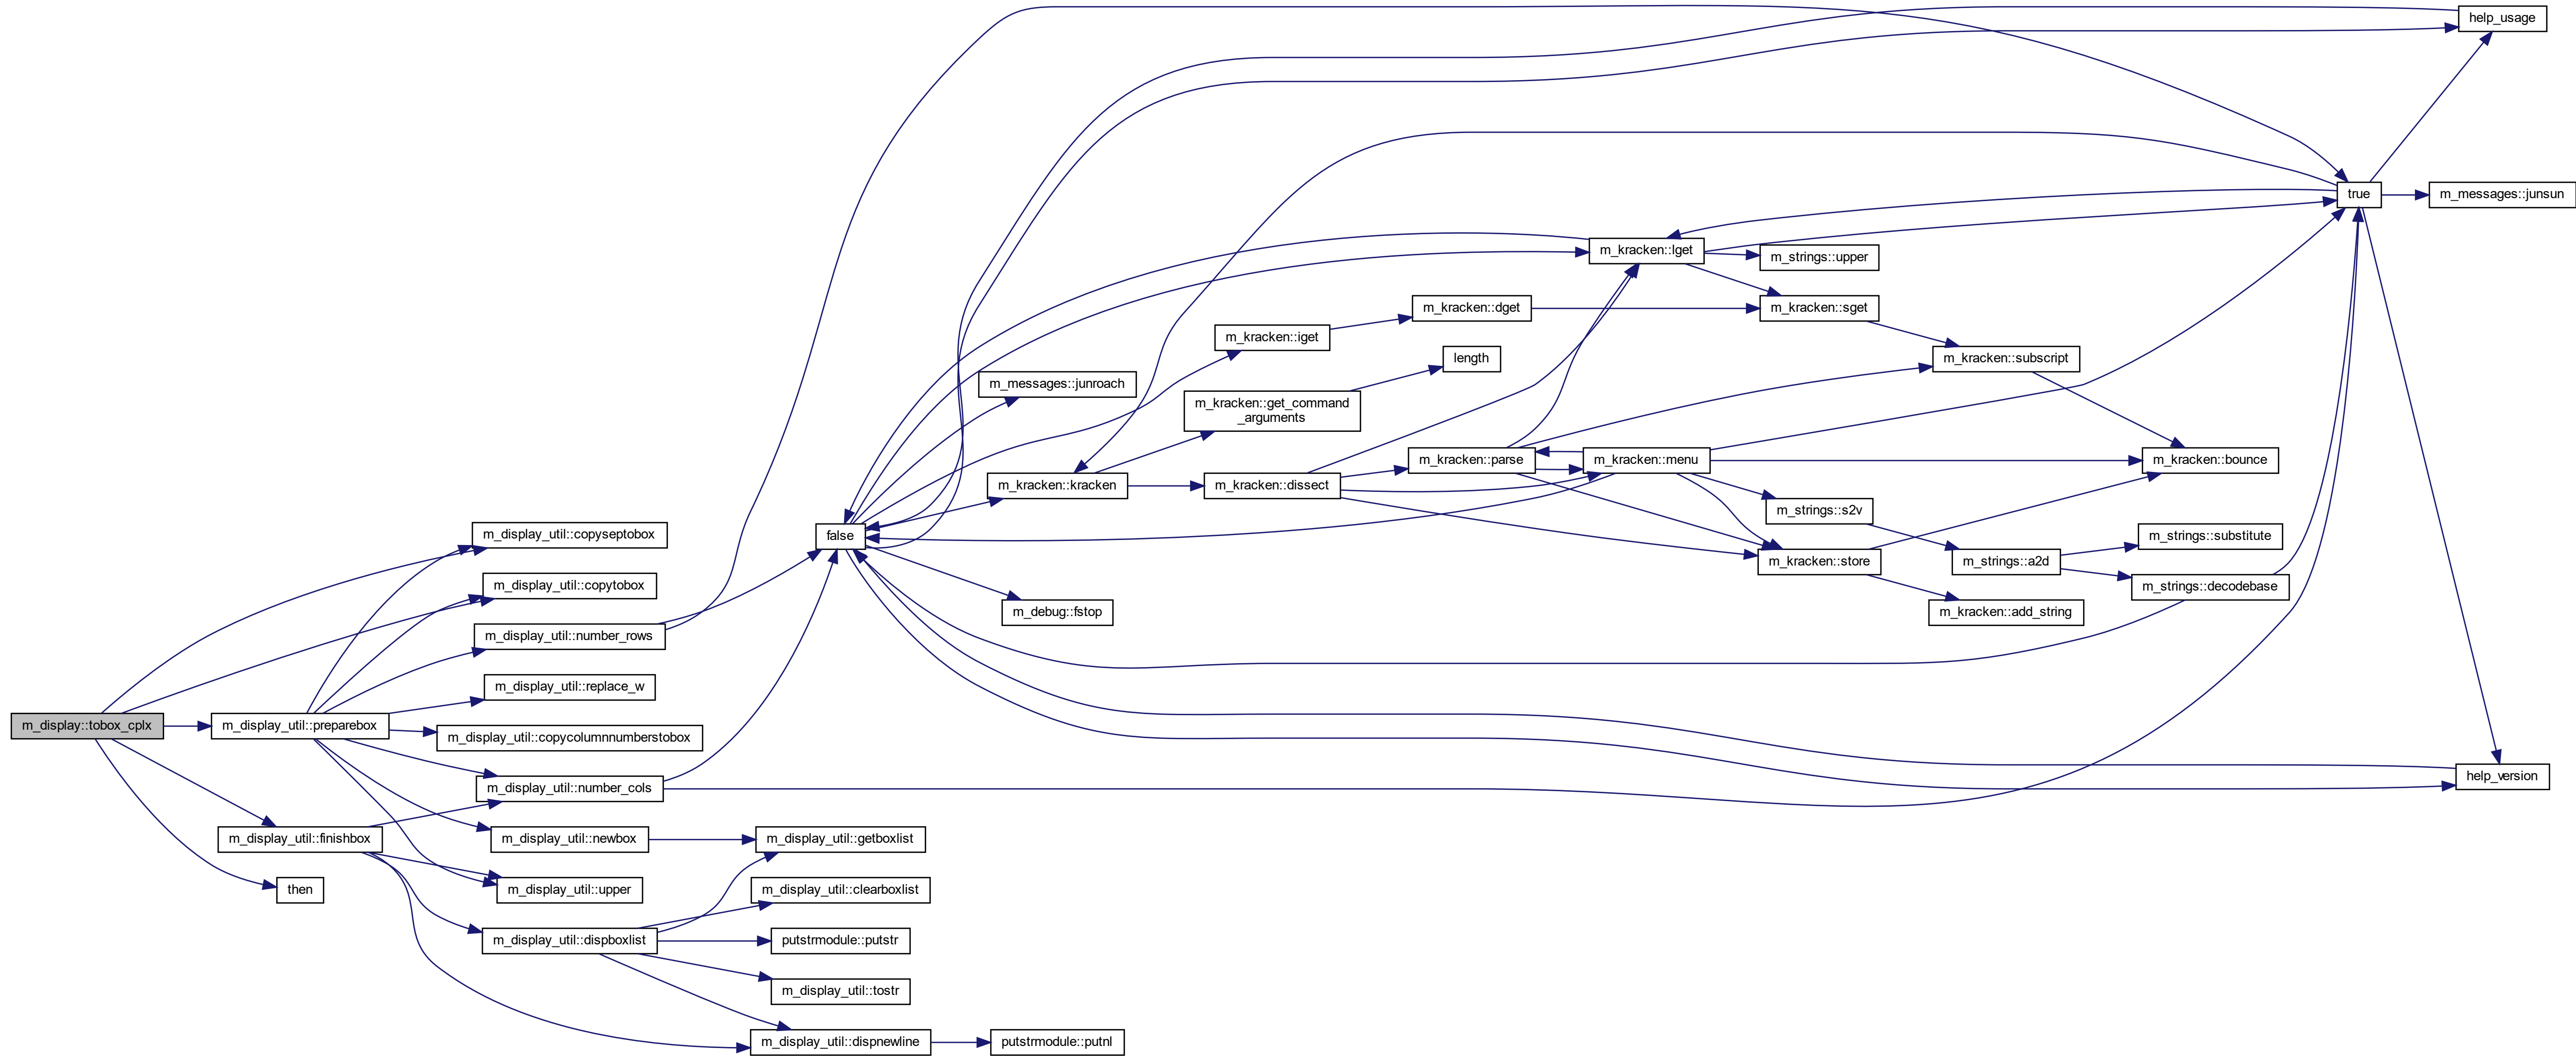 help_usage
true
m_messages::junsun
m_kracken::lget
m_strings::upper
m_kracken::dget
m_kracken::sget
m_kracken::iget
length
m_kracken::subscript
m_messages::junroach
m_kracken::get_command
_arguments
m_kracken::parse
m_kracken::menu
m_kracken::bounce
m_kracken::kracken
m_kracken::dissect
m_strings::s2v
false
m_display_util::copyseptobox
m_strings::substitute
m_kracken::store
m_strings::a2d
m_display_util::copytobox
m_strings::decodebase
m_debug::fstop
m_kracken::add_string
m_display_util::number_rows
m_display_util::replace_w
m_display::tobox_cplx
m_display_util::preparebox
m_display_util::copycolumnnumberstobox
help_version
m_display_util::number_cols
m_display_util::finishbox
m_display_util::newbox
m_display_util::getboxlist
then
m_display_util::upper
m_display_util::clearboxlist
m_display_util::dispboxlist
putstrmodule::putstr
m_display_util::tostr
m_display_util::dispnewline
putstrmodule::putnl